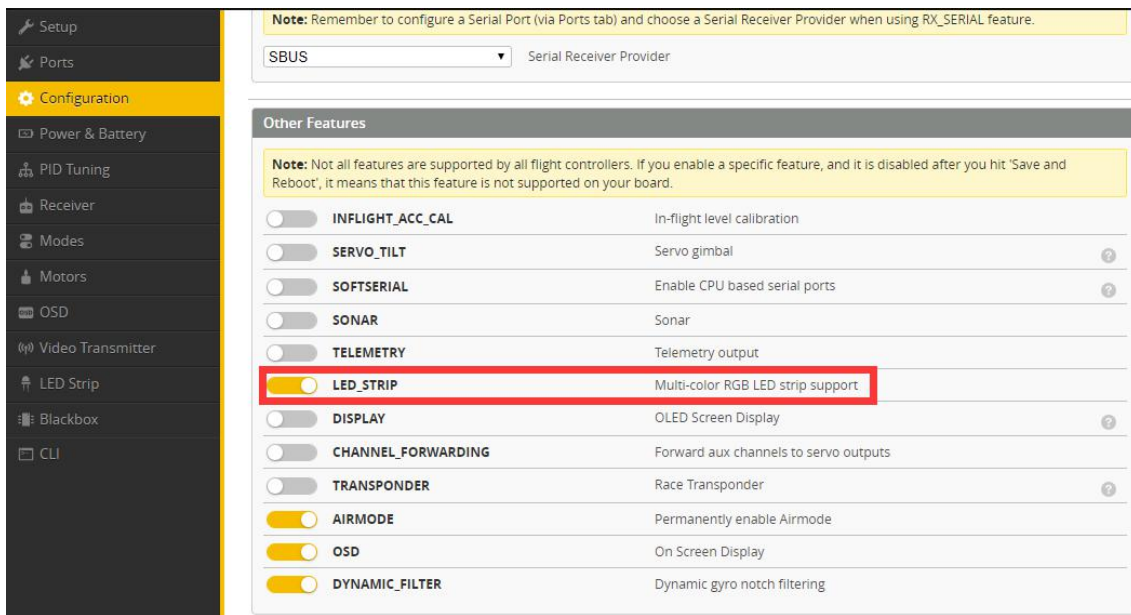 Setup
Ports
Configuration
Power & Battery
PID Tuning
Receiver
Modes
Motors
OSD
Video Transmitter
LED Strip
Blackbox
CLI
Note: Remember to configure a Serial Port (via Ports tab) and choose a Serial Receiver Provider when using RX_SERIAL feature.
SBUS Serial Receiver Provider
Other Features
Note: Not all features are supported by all flight controllers. If you enable a specific feature, and it is disabled after you hit 'Save and
Reboot', it means that this feature is not supported on your board.
INFLIGHT_ACC_CAL In-flight level calibration
SERVO_TILT Servo gimbal ?
SOFTSERIAL Enable CPU based serial ports ?
SONAR Sonar
TELEMETRY Telemetry output
LED_STRIP Multi-color RGB LED strip support
DISPLAY OLED Screen Display ?
CHANNEL_FORWARDING Forward aux channels to servo outputs
TRANSPONDER Race Transponder ?
AIRMODE Permanently enable Airmode
OSD On Screen Display
DYNAMIC_FILTER Dynamic gyro notch filtering